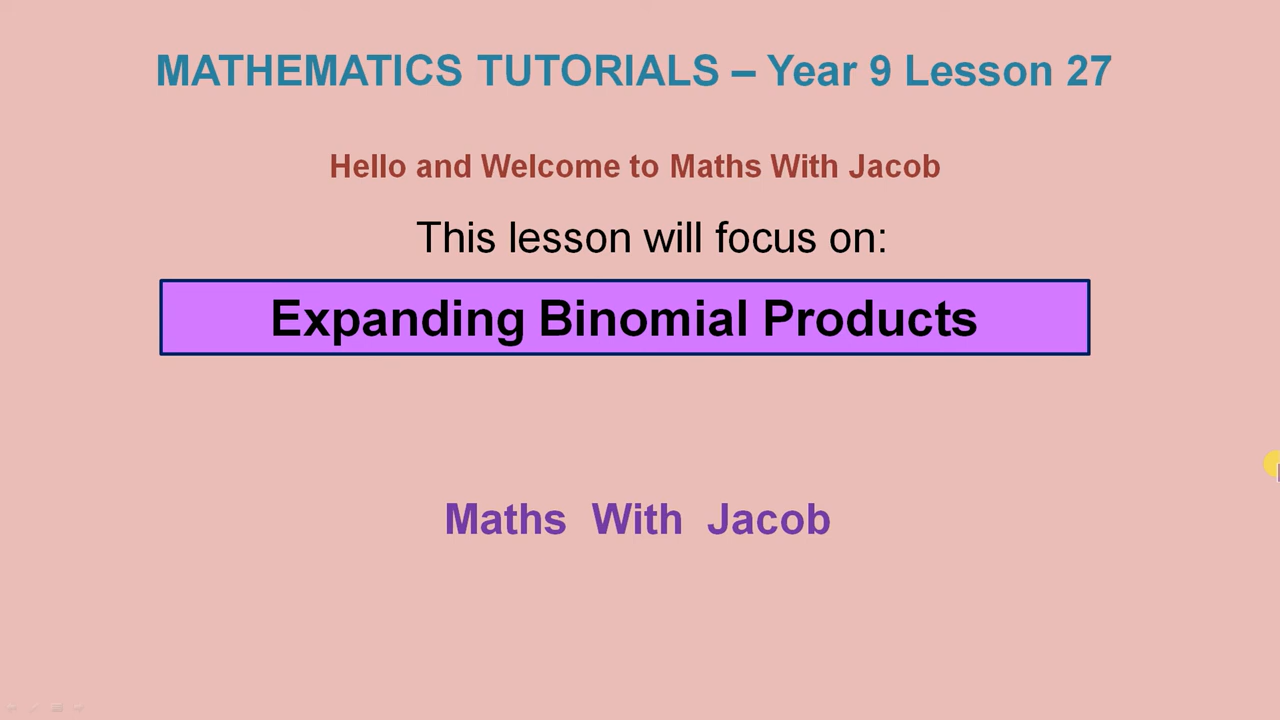 MATHEMATICS TUTORIALS – Year 9 Lesson 27
Hello and Welcome to Maths With Jacob
This lesson will focus on:
Expanding Binomial Products
Maths With Jacob